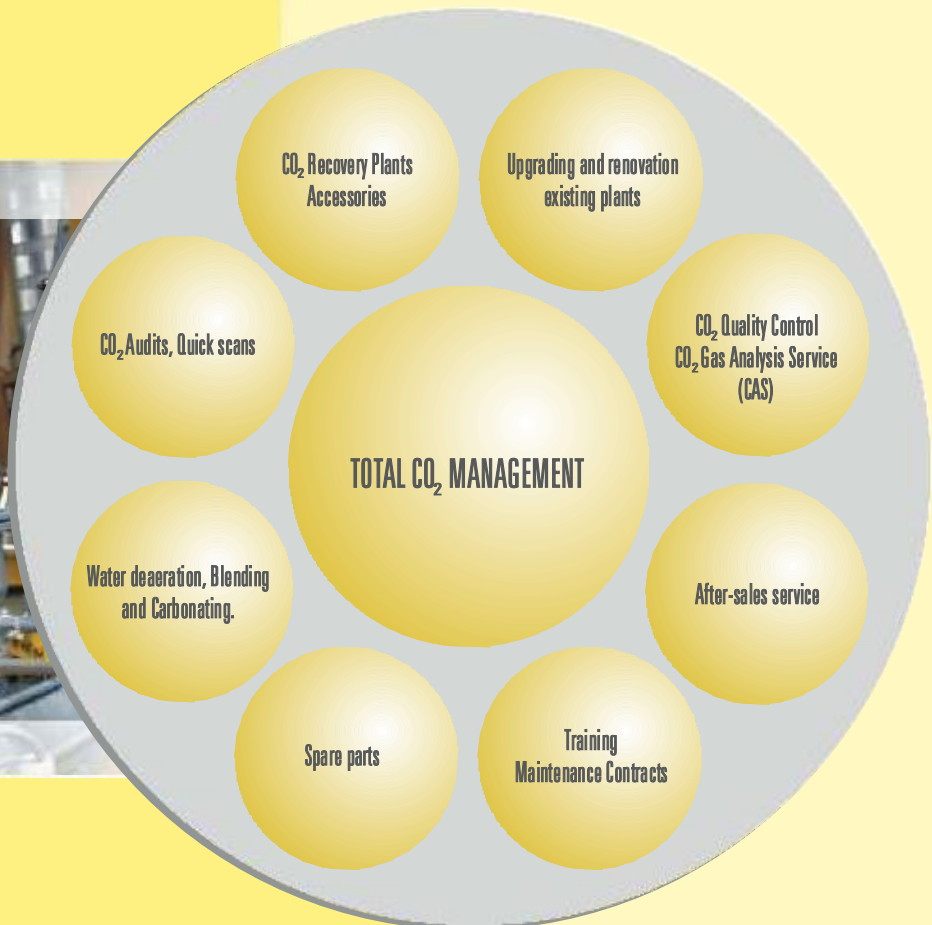 CO₂ Recovery Plants
Accessories
Upgrading and renovation
existing plants
CO₂ Audits, Quick scans
CO₂ Quality Control
CO₂ Gas Analysis Service
(CAS)
TOTAL CO₂ MANAGEMENT
Water deaeration, Blending
and Carbonating.
After-sales service
Spare parts
Training
Maintenance Contracts